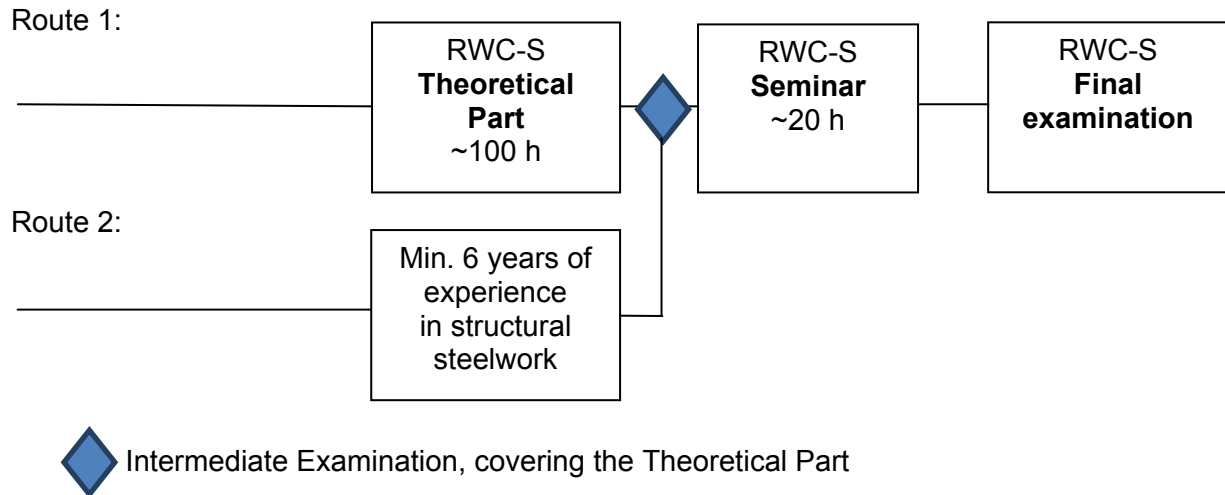 Route 1:
RWC-S
Theoretical
Part
~100 h
RWC-S
Seminar
~20 h
RWC-S
Final
examination
Route 2:
Min. 6 years of
experience
in structural
steelwork
Intermediate Examination, covering the Theoretical Part